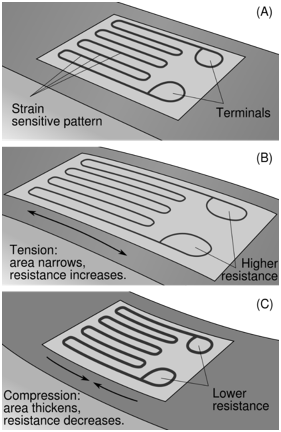 (A)
Strain
sensitive pattern
Terminals
(B)
Tension:
area narrows,
resistance increases.
Higher
resistance
(C)
Compression:
area thickens,
resistance decreases.
Lower
resistance